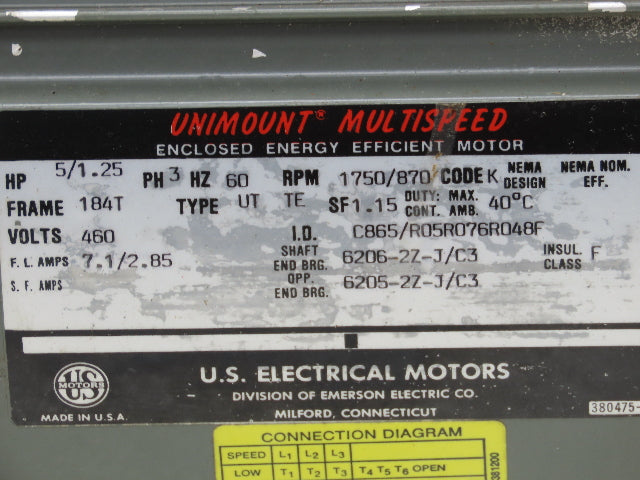 UNIMOUNT® MULTISPEED
ENCLOSED ENERGY EFFICIENT MOTOR
HP 5/1.25 PH 3 HZ 60 RPM 1750/870 CODE K NEMA DESIGN NEMA NOM. EFF.
FRAME 184T TYPE UT TE SF 1.15 DUTY: MAX. CONT. AMB. 40°C
VOLTS 460 I.D. C865/R05R076R048F
F.L. AMPS 7.1/2.85 SHAFT END BRG. 6206-2Z-J/C3 INSUL. CLASS F
S.F. AMPS OPP. END BRG. 6205-2Z-J/C3
US MOTORS
U.S. ELECTRICAL MOTORS
DIVISION OF EMERSON ELECTRIC CO.
MADE IN U.S.A. MILFORD, CONNECTICUT 380475-
CONNECTION DIAGRAM
SPEED L1 L2 L3
LOW T1 T2 T3 T4 T5 T6 OPEN
381200